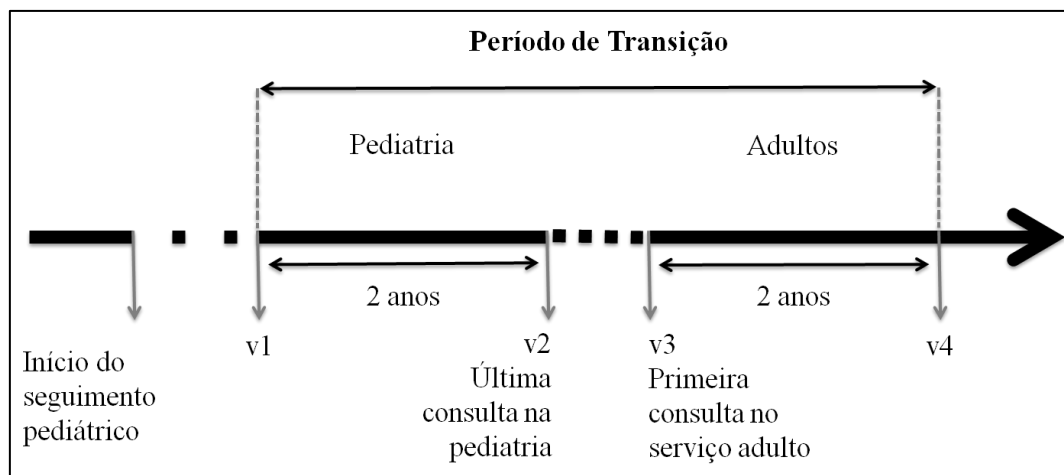 Período de Transição
Pediatria
Adultos
2 anos
2 anos
Início do
seguimento
pediátrico
v1
v2
Última
consulta na
pediatria
v3
Primeira
consulta no
serviço adulto
v4